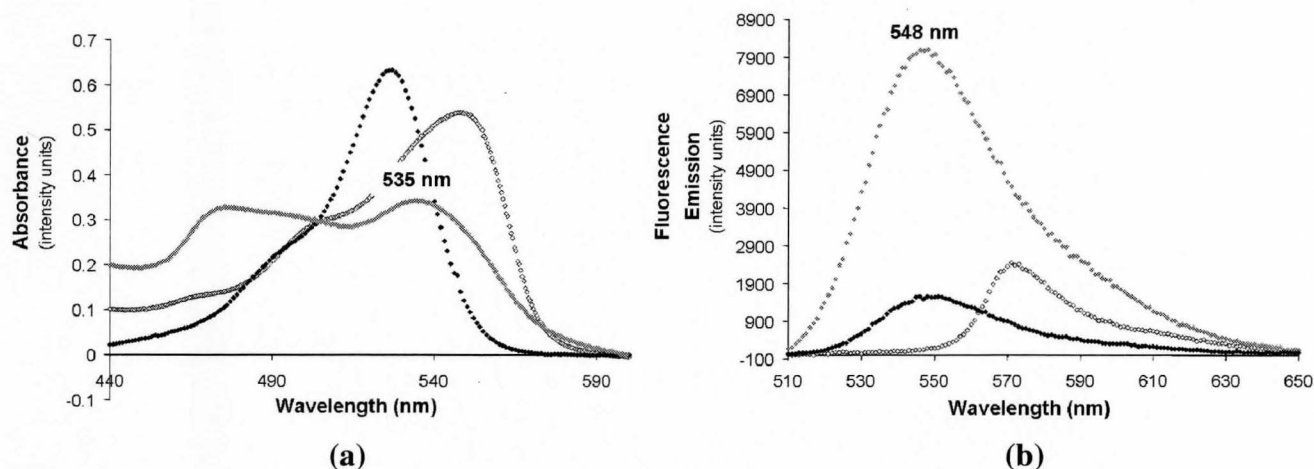 0.7
0.6
0.5
0.4
0.3
0.2
0.1
0
-0.1
Absorbance
(intensity units)
535 nm
440 490 540 590
Wavelength (nm)
(a)
8900
7900
6900
5900
4900
3900
2900
1900
900
-100
Fluorescence
Emission
(intensity units)
548 nm
510 530 550 570 590 610 630 650
Wavelength (nm)
(b)